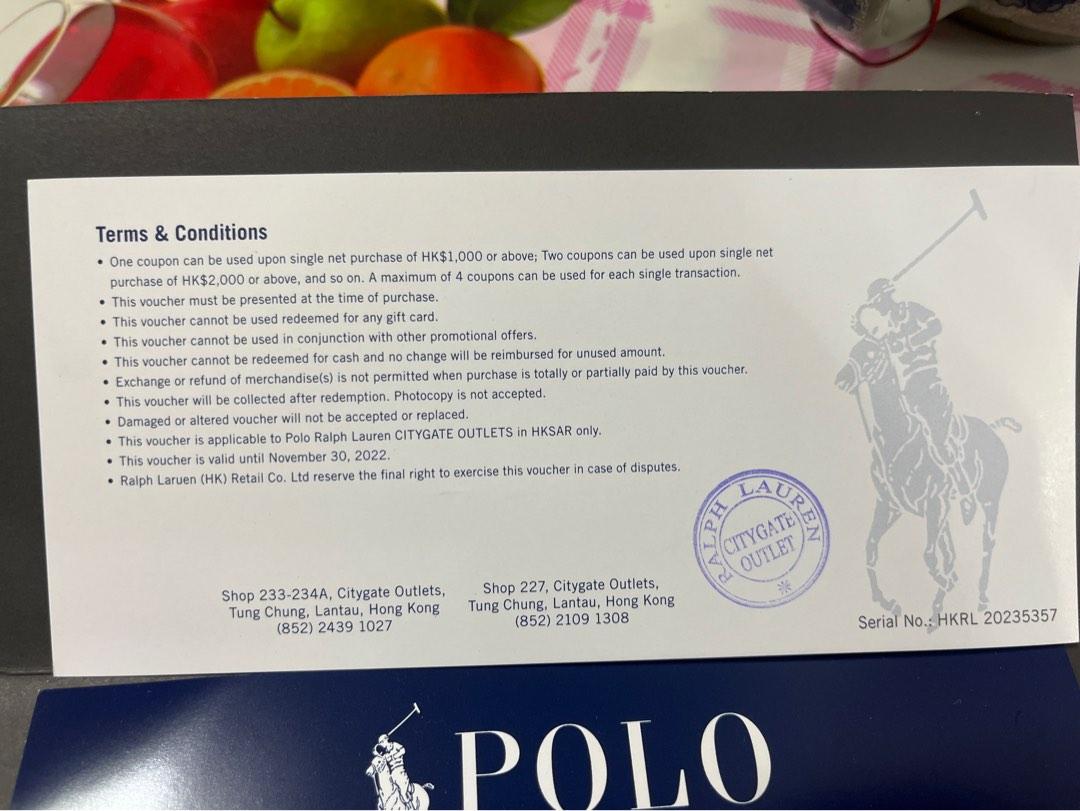 Terms & Conditions
• One coupon can be used upon single net purchase of HK$1,000 or above; Two coupons can be used upon single net
purchase of HK$2,000 or above, and so on. A maximum of 4 coupons can be used for each single transaction.
• This voucher must be presented at the time of purchase.
• This voucher cannot be used redeemed for any gift card.
• This voucher cannot be used in conjunction with other promotional offers.
• This voucher cannot be redeemed for cash and no change will be reimbursed for unused amount.
• Exchange or refund of merchandise(s) is not permitted when purchase is totally or partially paid by this voucher.
• This voucher will be collected after redemption. Photocopy is not accepted.
• Damaged or altered voucher will not be accepted or replaced.
• This voucher is applicable to Polo Ralph Lauren CITYGATE OUTLETS in HKSAR only.
• This voucher is valid until November 30, 2022.
• Ralph Laruen (HK) Retail Co. Ltd reserve the final right to exercise this voucher in case of disputes.
RALPH LAUREN
CITYGATE
OUTLET
Shop 233-234A, Citygate Outlets,
Tung Chung, Lantau, Hong Kong
(852) 2439 1027
Shop 227, Citygate Outlets,
Tung Chung, Lantau, Hong Kong
(852) 2109 1308
Serial No.: HKRL 20235357
POLO